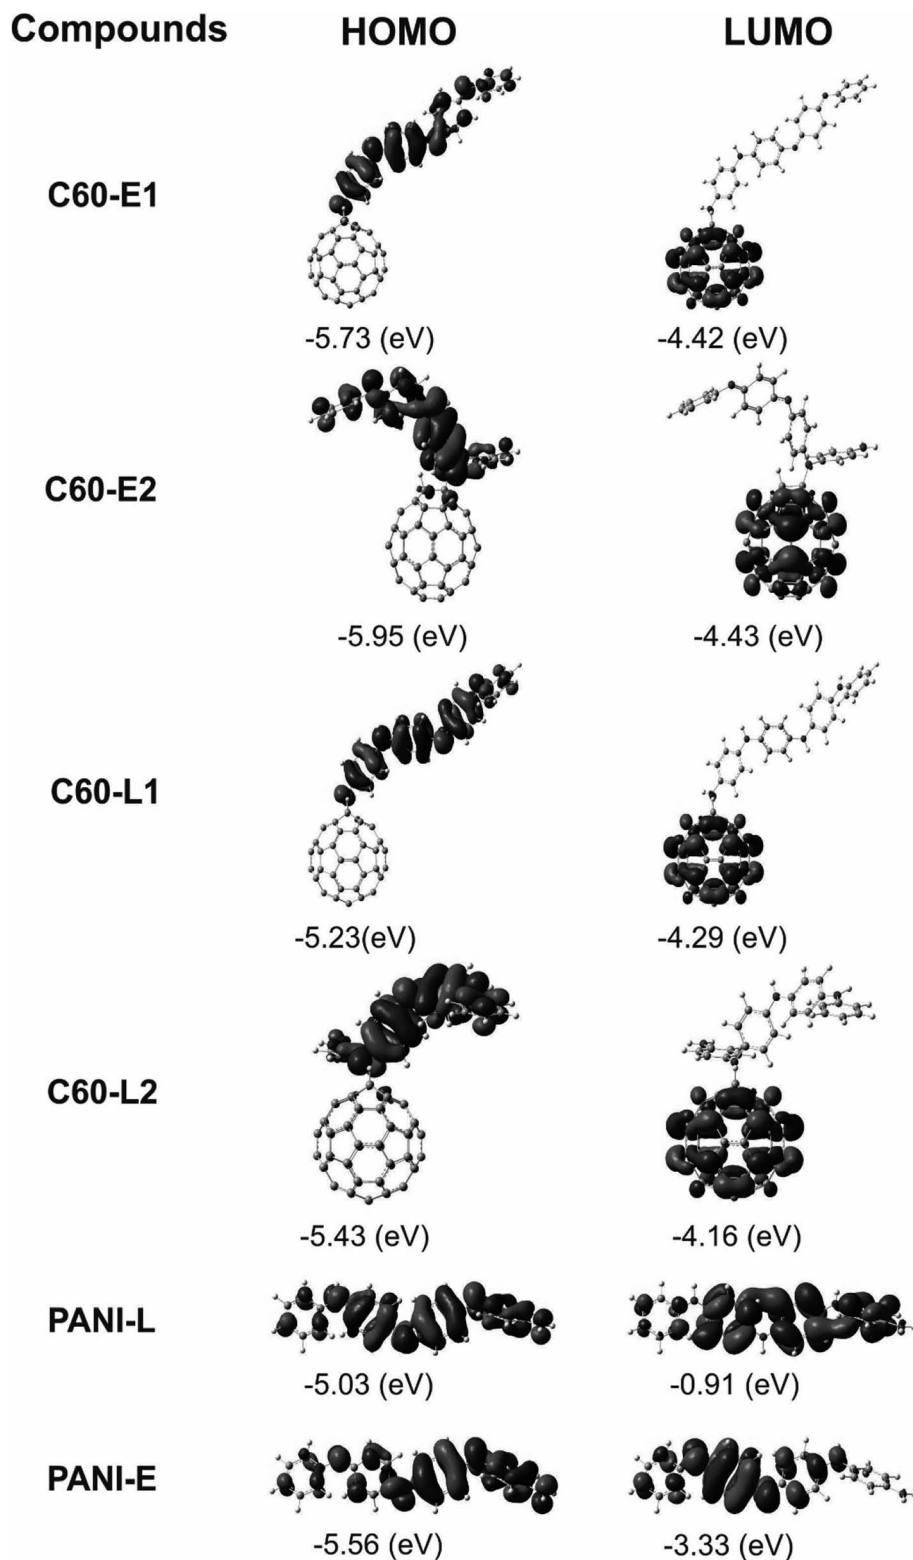 Compounds HOMO LUMO
C60-E1
-5.73 (eV) -4.42 (eV)
C60-E2
-5.95 (eV) -4.43 (eV)
C60-L1
-5.23(eV) -4.29 (eV)
C60-L2
-5.43 (eV) -4.16 (eV)
PANI-L
-5.03 (eV) -0.91 (eV)
PANI-E
-5.56 (eV) -3.33 (eV)